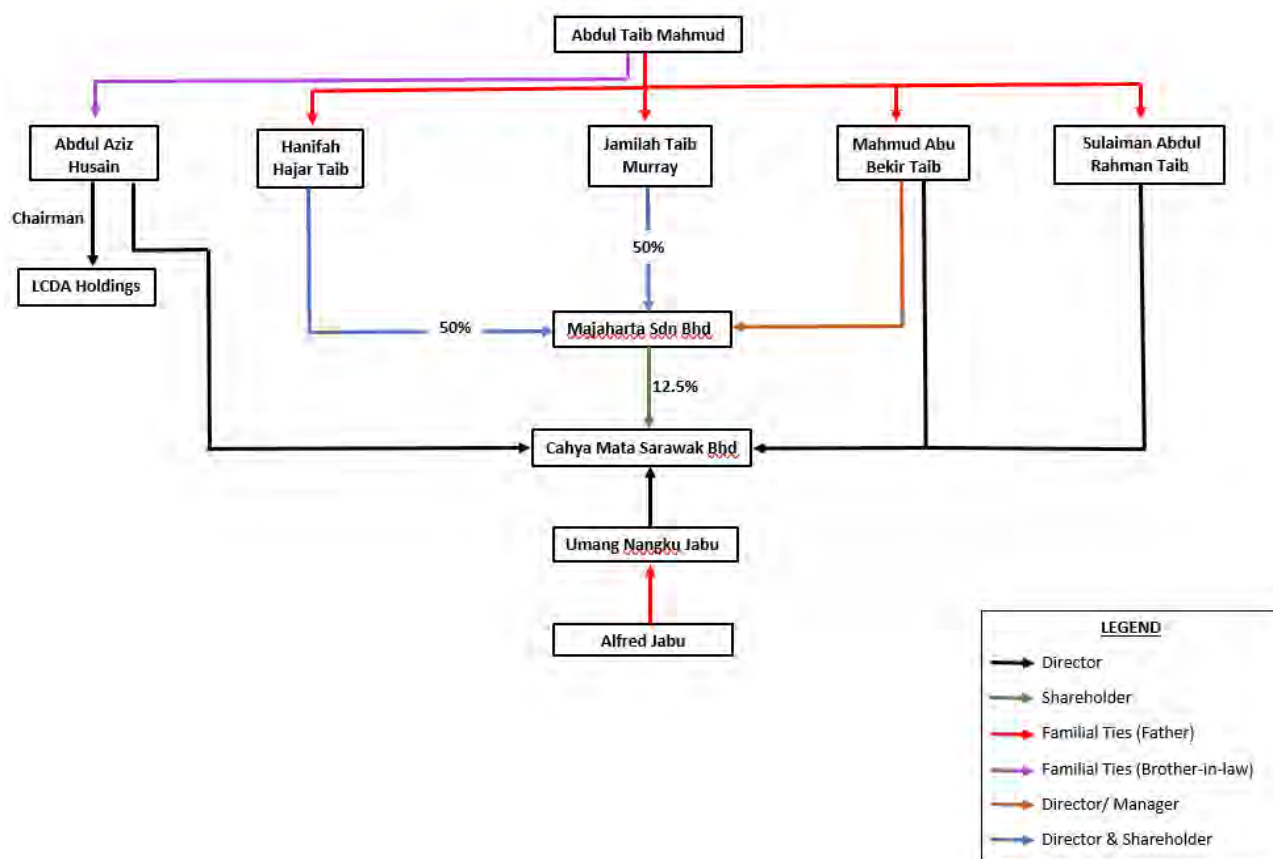 Abdul Taib Mahmud
Abdul Aziz
Husain
Hanifah
Hajar Taib
Jamilah Taib
Murray
Mahmud Abu
Bekir Taib
Sulaiman Abdul
Rahman Taib
Chairman
50%
LCDA Holdings
50%
Majaharta Sdn Bhd
12.5%
Cahya Mata Sarawak Bhd
Umang Nangku Jabu
Alfred Jabu
LEGEND
Director
Shareholder
Familial Ties (Father)
Familial Ties (Brother-in-law)
Director/ Manager
Director & Shareholder